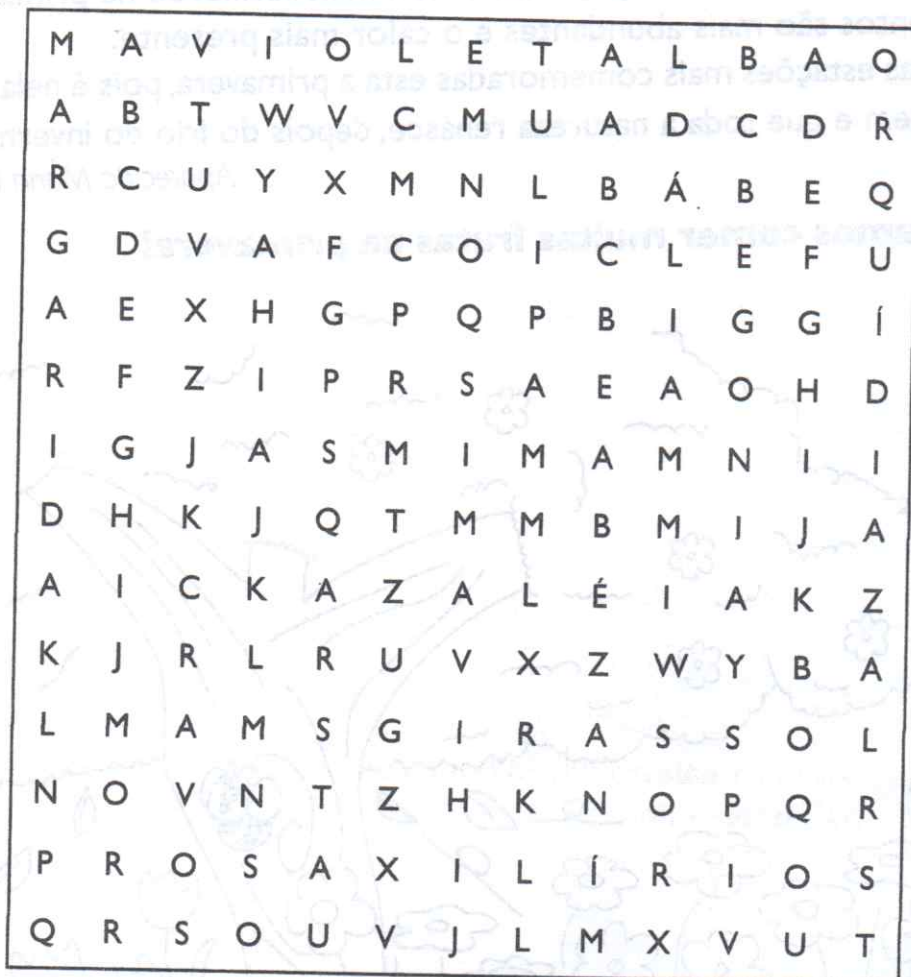 M A V I O L E T A L B A O
A B T W V C M U A D C D R
R C U Y X M N L B Á B E Q
G D V A F C O I C L E F U
A E X H G P Q P B I G G Í
R F Z I P R S A E A O H D
I G J A S M I M A M N I I
D H K J Q T M M B M I J A
A I C K A Z A L É I A K Z
K J R L R U V X Z W Y B A
L M A M S G I R A S S O L
N O V N T Z H K N O P Q R
P R O S A X I L Í R I O S
Q R S O U V J L M X V U T